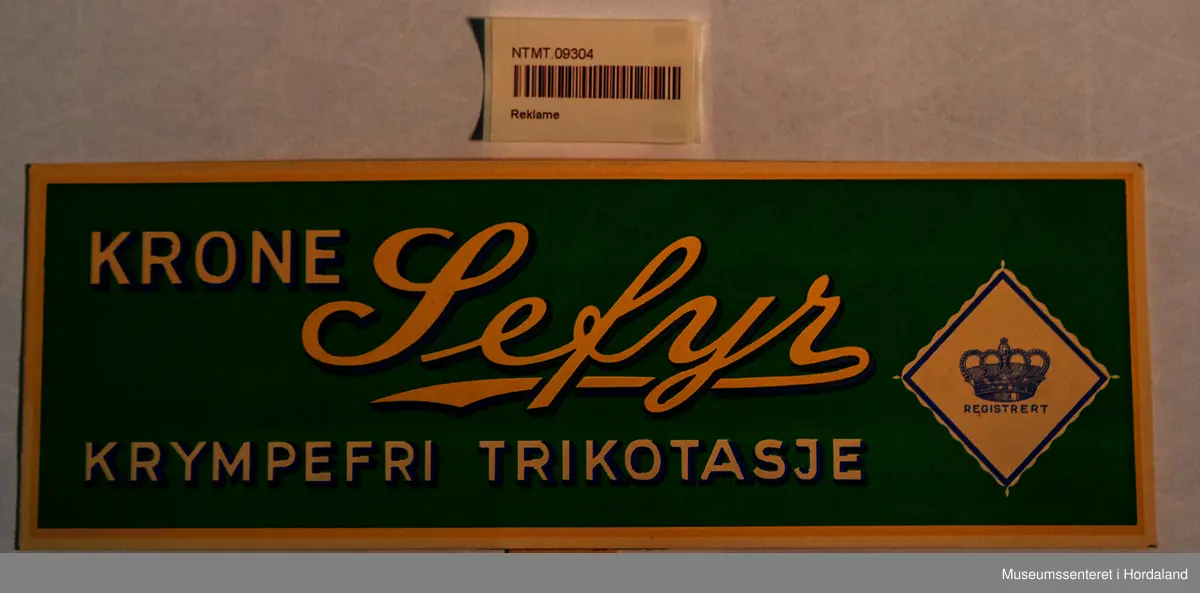 NTMT.09304
Reklame
KRONE Sefyr
KRYMPEFRI TRIKOTASJE
REGISTRERT
Museumssenteret i Hordaland